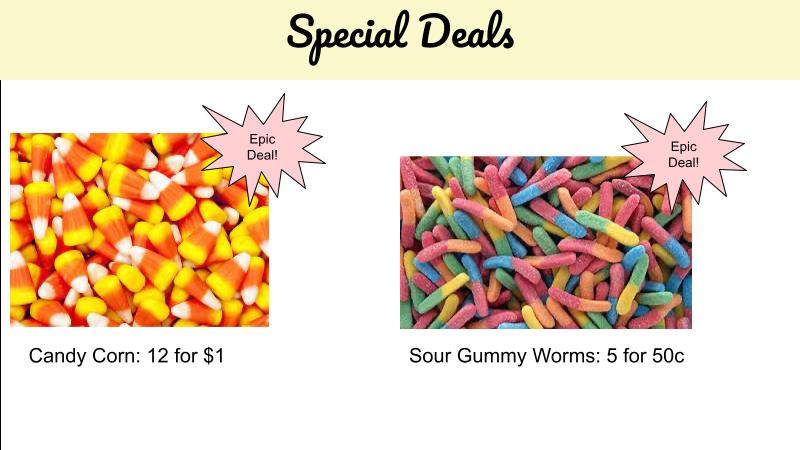 Special Deals
Epic
Deal!
Epic
Deal!
Candy Corn: 12 for $1
Sour Gummy Worms: 5 for 50c